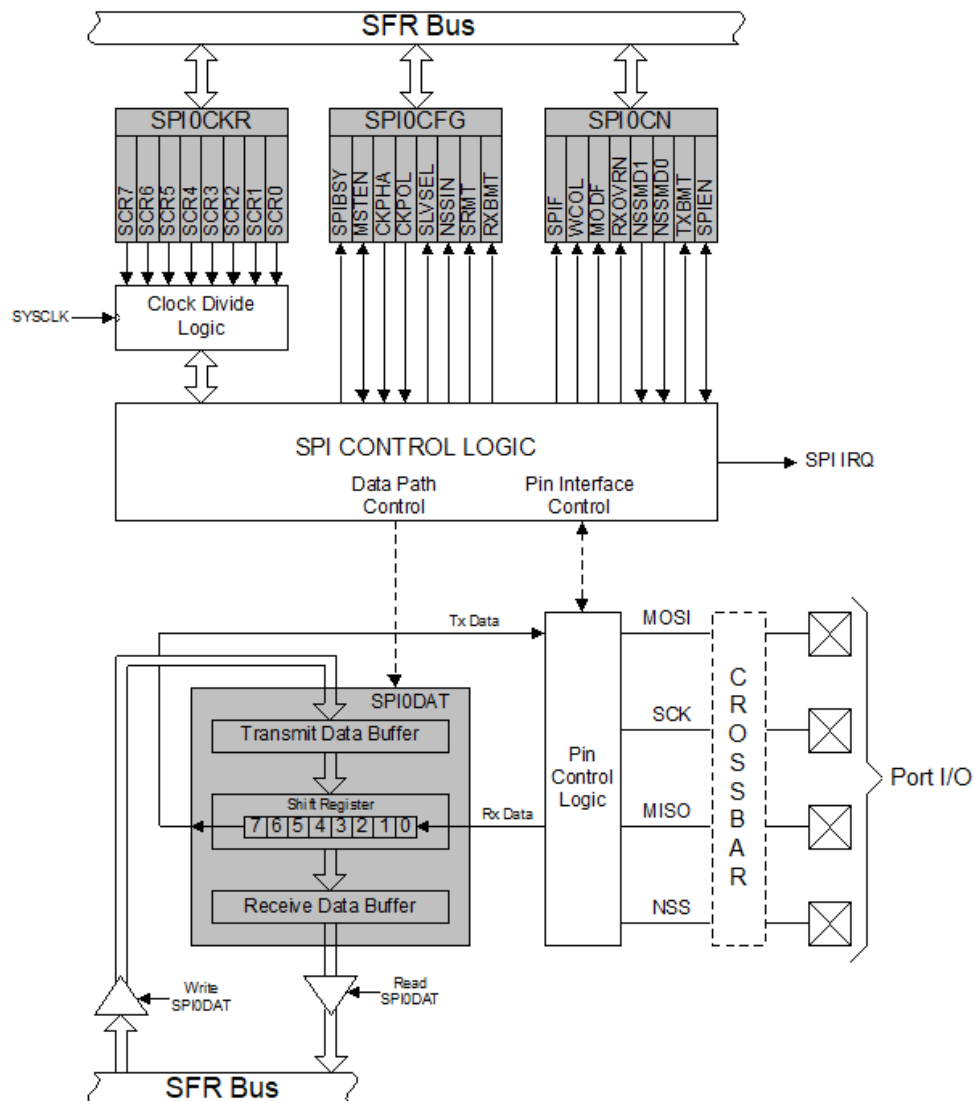 SFR Bus
SPI0CKR
SCR7
SCR6
SCR5
SCR4
SCR3
SCR2
SCR1
SCR0
SPI0CFG
SPIBSY
MSTEN
CKPHA
CKPOL
SLVSEL
NSSIN
SRMT
RXBMT
SPI0CN
SPIF
WCOL
MODF
RXOVRN
NSSMD1
NSSMD0
TXBMT
SPIEN
SYSCLK
Clock Divide
Logic
SPI CONTROL LOGIC
Data Path
Control
Pin Interface
Control
SPI IRQ
Tx Data
SPI0DAT
Transmit Data Buffer
Shift Register
7 6 5 4 3 2 1 0
Rx Data
Receive Data Buffer
Pin
Control
Logic
MOSI
SCK
MISO
NSS
CROSSBAR
Port I/O
Write
SPI0DAT
Read
SPI0DAT
SFR Bus